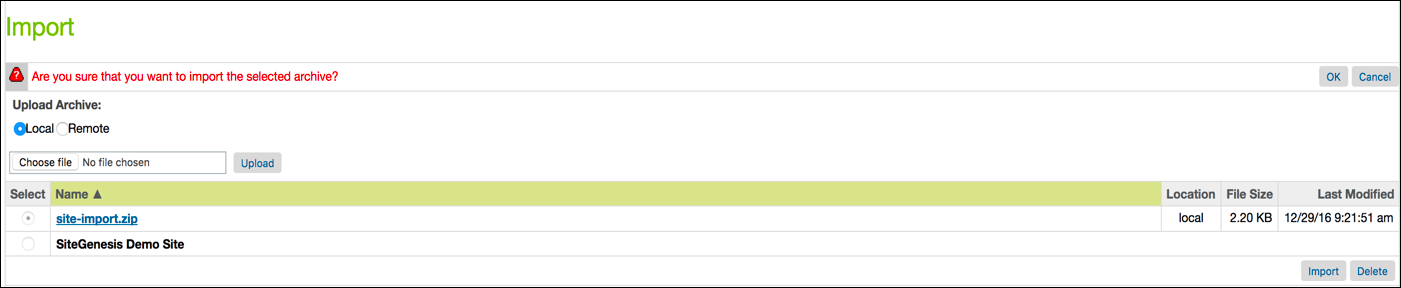 Import
Are you sure that you want to import the selected archive? OK Cancel
Upload Archive:
Local Remote
Choose file No file chosen Upload
Select Name ▲ Location File Size Last Modified
site-import.zip local 2.20 KB 12/29/16 9:21:51 am
SiteGenesis Demo Site
Import Delete